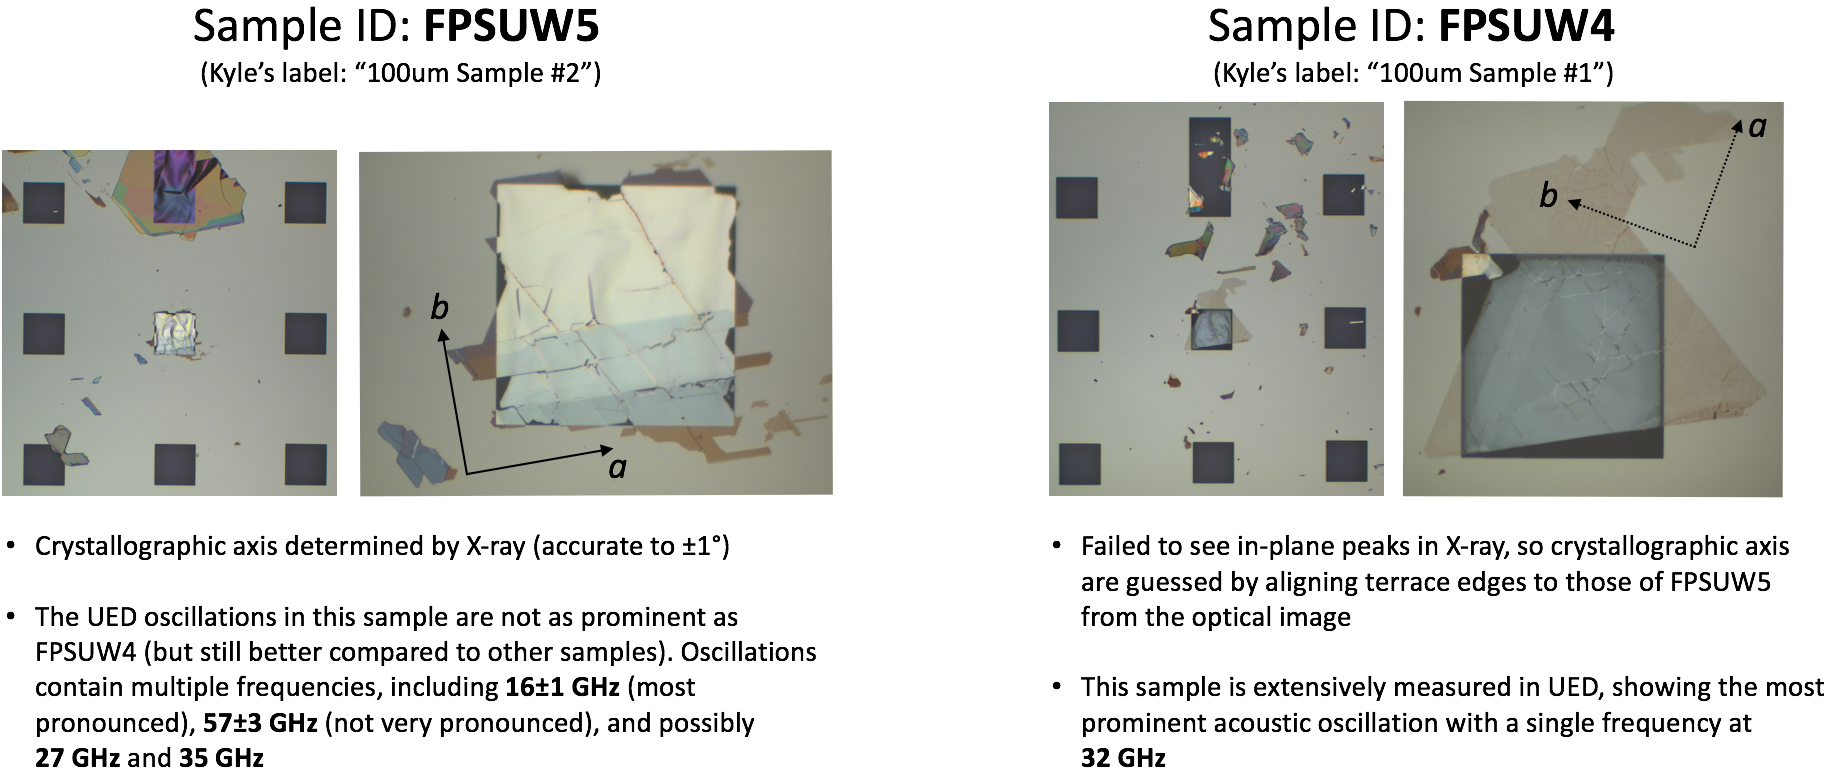 Sample ID: FPSUW5
(Kyle’s label: “100um Sample #2”)
b
a
• Crystallographic axis determined by X-ray (accurate to ±1°)
• The UED oscillations in this sample are not as prominent as
FPSUW4 (but still better compared to other samples). Oscillations
contain multiple frequencies, including 16±1 GHz (most
pronounced), 57±3 GHz (not very pronounced), and possibly
27 GHz and 35 GHz
Sample ID: FPSUW4
(Kyle’s label: “100um Sample #1”)
a
b
• Failed to see in-plane peaks in X-ray, so crystallographic axis
are guessed by aligning terrace edges to those of FPSUW5
from the optical image
• This sample is extensively measured in UED, showing the most
prominent acoustic oscillation with a single frequency at
32 GHz